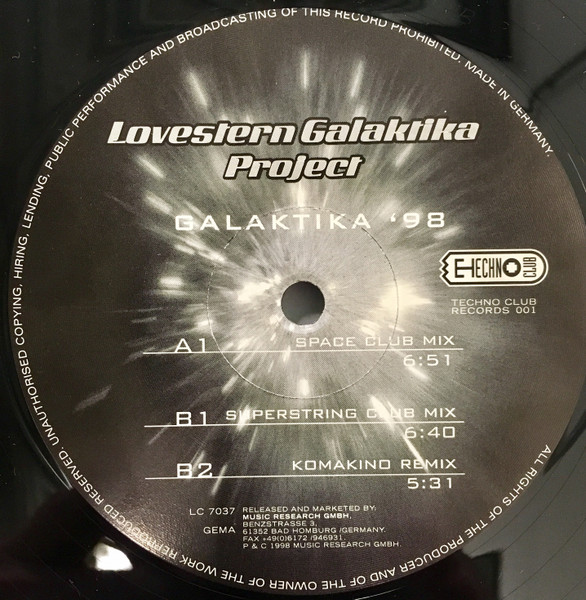 ALL RIGHTS OF THE PRODUCER AND OF THE OWNER OF THE WORK REPRODUCED RESERVED. UNAUTHORISED COPYING, HIRING, LENDING, PUBLIC PERFORMANCE AND BROADCASTING OF THIS RECORD PROHIBITED. MADE IN GERMANY.
Lovestern Galaktika
Project
GALAKTIKA '98
TECHNO
CLUB
TECHNO CLUB
RECORDS 001
A1 SPACE CLUB MIX
6:51
B1 SUPERSTRING CLUB MIX
6:40
B2 KOMAKINO REMIX
5:31
LC 7037 RELEASED AND MARKETED BY:
MUSIC RESEARCH GMBH.
BENZSTRASSE 3,
GEMA 61352 BAD HOMBURG /GERMANY.
FAX +49(0)6172 /946931.
P & C 1998 MUSIC RESEARCH GMBH.